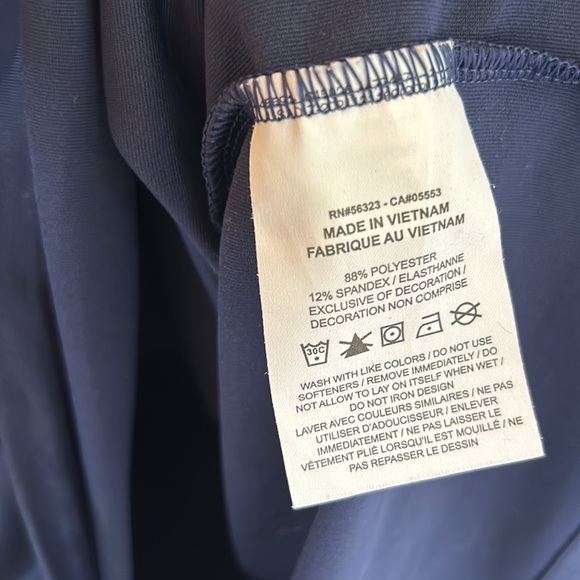 RN#56323 - CA#05553
MADE IN VIETNAM
FABRIQUE AU VIETNAM
88% POLYESTER
12% SPANDEX / ELASTHANNE
EXCLUSIVE OF DECORATION /
DECORATION NON COMPRISE
30C
WASH WITH LIKE COLORS / DO NOT USE
SOFTENERS / REMOVE IMMEDIATELY / DO
NOT ALLOW TO LAY ON ITSELF WHEN WET /
DO NOT IRON DESIGN
LAVER AVEC COULEURS SIMILAIRES / NE PAS
UTILISER D'ADOUCISSEUR / ENLEVER
IMMEDIATEMENT / NE PAS LAISSER LE
VÊTEMENT PLIÉ LORSQU'IL EST MOUILLÉ / NE
PAS REPASSER LE DESSIN